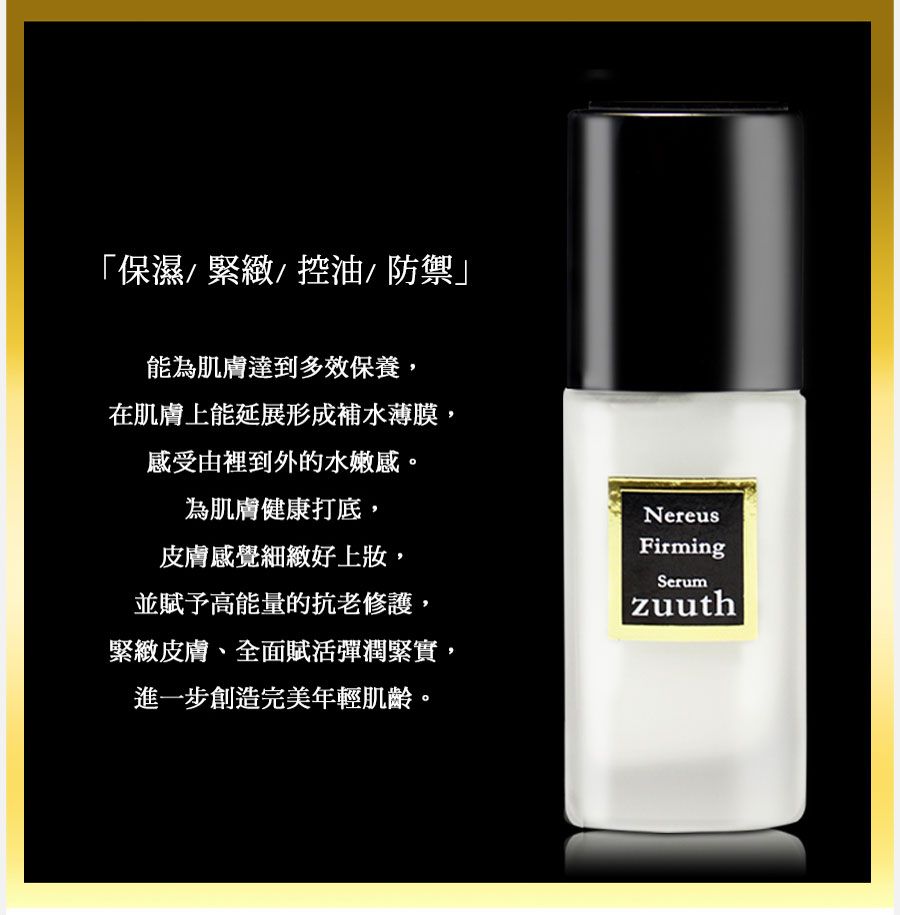 「保濕/ 緊緻/ 控油/ 防禦」
能為肌膚達到多效保養，
在肌膚上能延展形成補水薄膜，
感受由裡到外的水嫩感。
為肌膚健康打底，
皮膚感覺細緻好上妝，
並賦予高能量的抗老修護，
緊緻皮膚、全面賦活彈潤緊實，
進一步創造完美年輕肌齡。
Nereus
Firming
Serum
zuuth